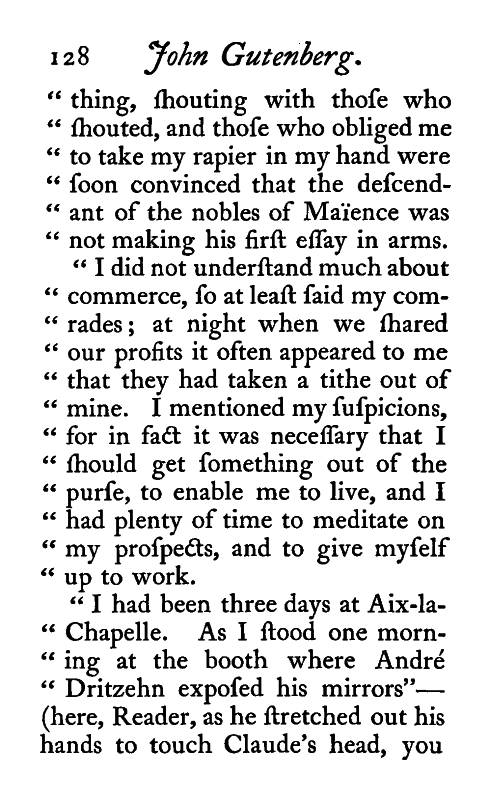 128 John Gutenberg.
“ thing, ſhouting with thoſe who
“ ſhouted, and thoſe who obliged me
“ to take my rapier in my hand were
“ ſoon convinced that the deſcend-
“ ant of the nobles of Maïence was
“ not making his firſt eſſay in arms.
“ I did not underſtand much about
“ commerce, ſo at leaſt ſaid my com-
“ rades; at night when we ſhared
“ our profits it often appeared to me
“ that they had taken a tithe out of
“ mine. I mentioned my ſuſpicions,
“ for in fact it was neceſſary that I
“ ſhould get ſomething out of the
“ purſe, to enable me to live, and I
“ had plenty of time to meditate on
“ my proſpects, and to give myſelf
“ up to work.
“ I had been three days at Aix-la-
“ Chapelle. As I ſtood one morn-
“ ing at the booth where André
“ Dritzehn expoſed his mirrors”—
(here, Reader, as he ſtretched out his
hands to touch Claude’s head, you